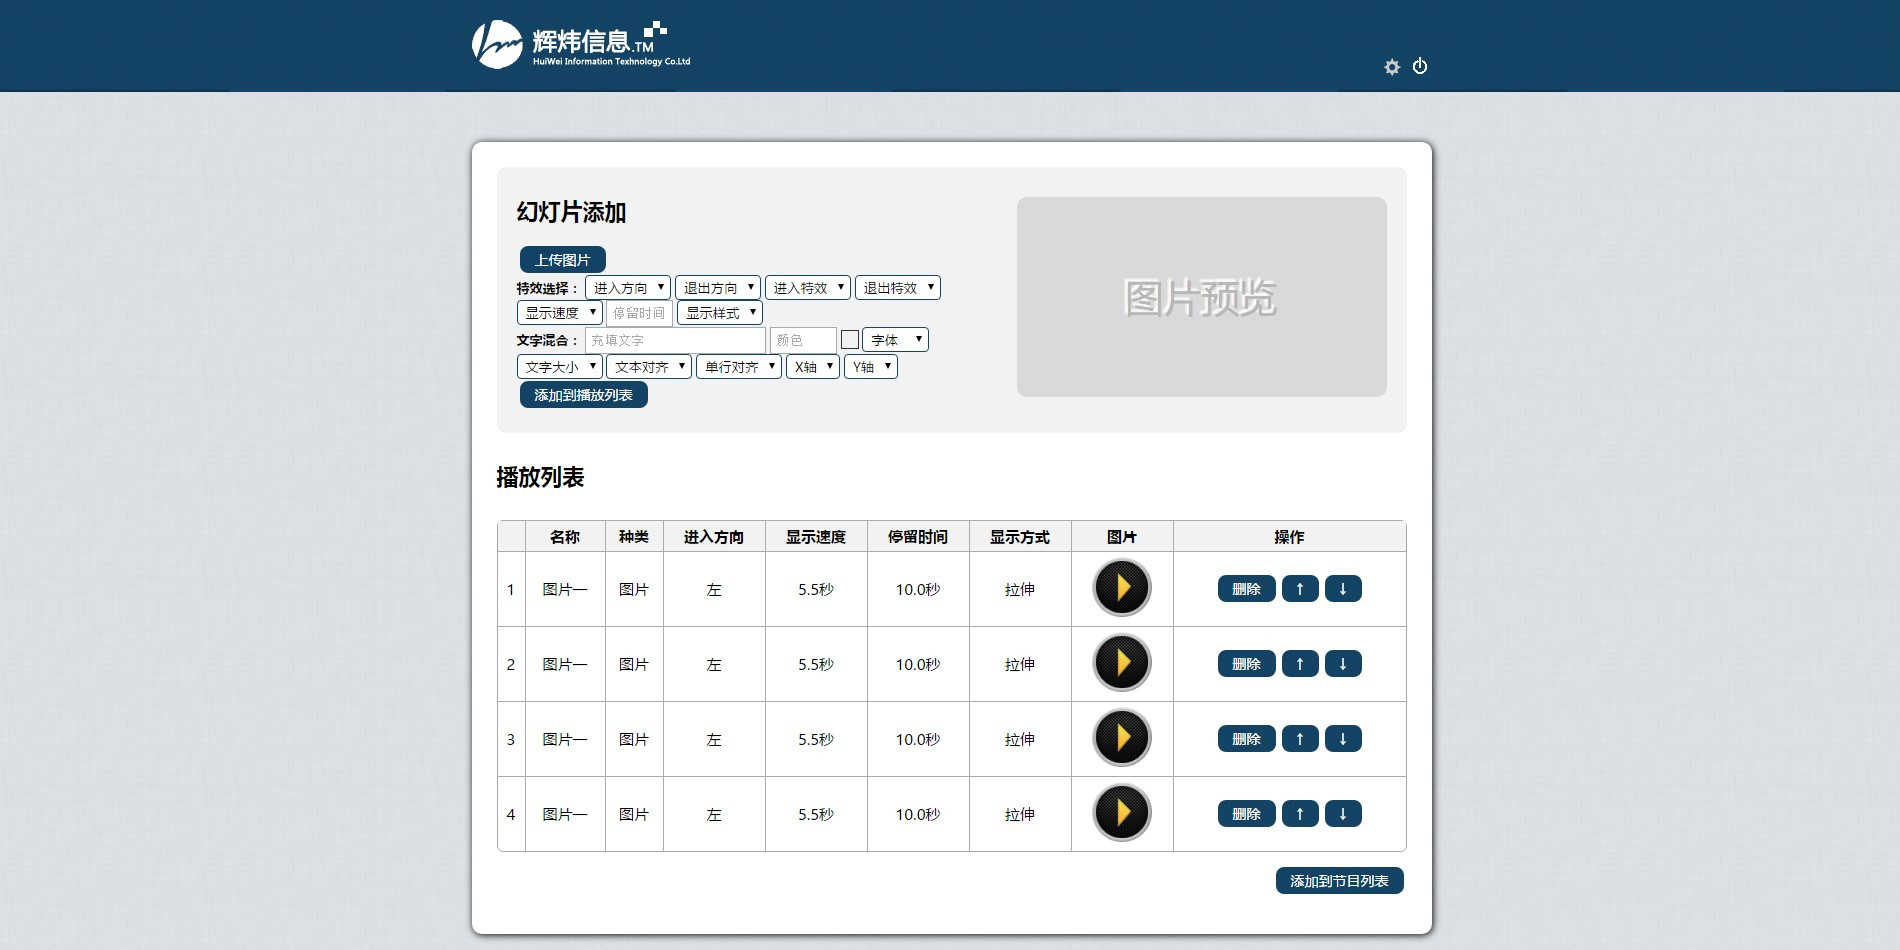 辉炜信息.TM
HuiWei Information Texhnology Co.Ltd
幻灯片添加
上传图片
特效选择： 进入方向 退出方向 进入特效 退出特效
显示速度 停留时间 显示样式
文字混合： 充填文字 颜色 字体
文字大小 文本对齐 单行对齐 X轴 Y轴
添加到播放列表
图片预览
播放列表
名称 种类 进入方向 显示速度 停留时间 显示方式 图片 操作
1 图片一 图片 左 5.5秒 10.0秒 拉伸 删除 ↑ ↓
2 图片一 图片 左 5.5秒 10.0秒 拉伸 删除 ↑ ↓
3 图片一 图片 左 5.5秒 10.0秒 拉伸 删除 ↑ ↓
4 图片一 图片 左 5.5秒 10.0秒 拉伸 删除 ↑ ↓
添加到节目列表